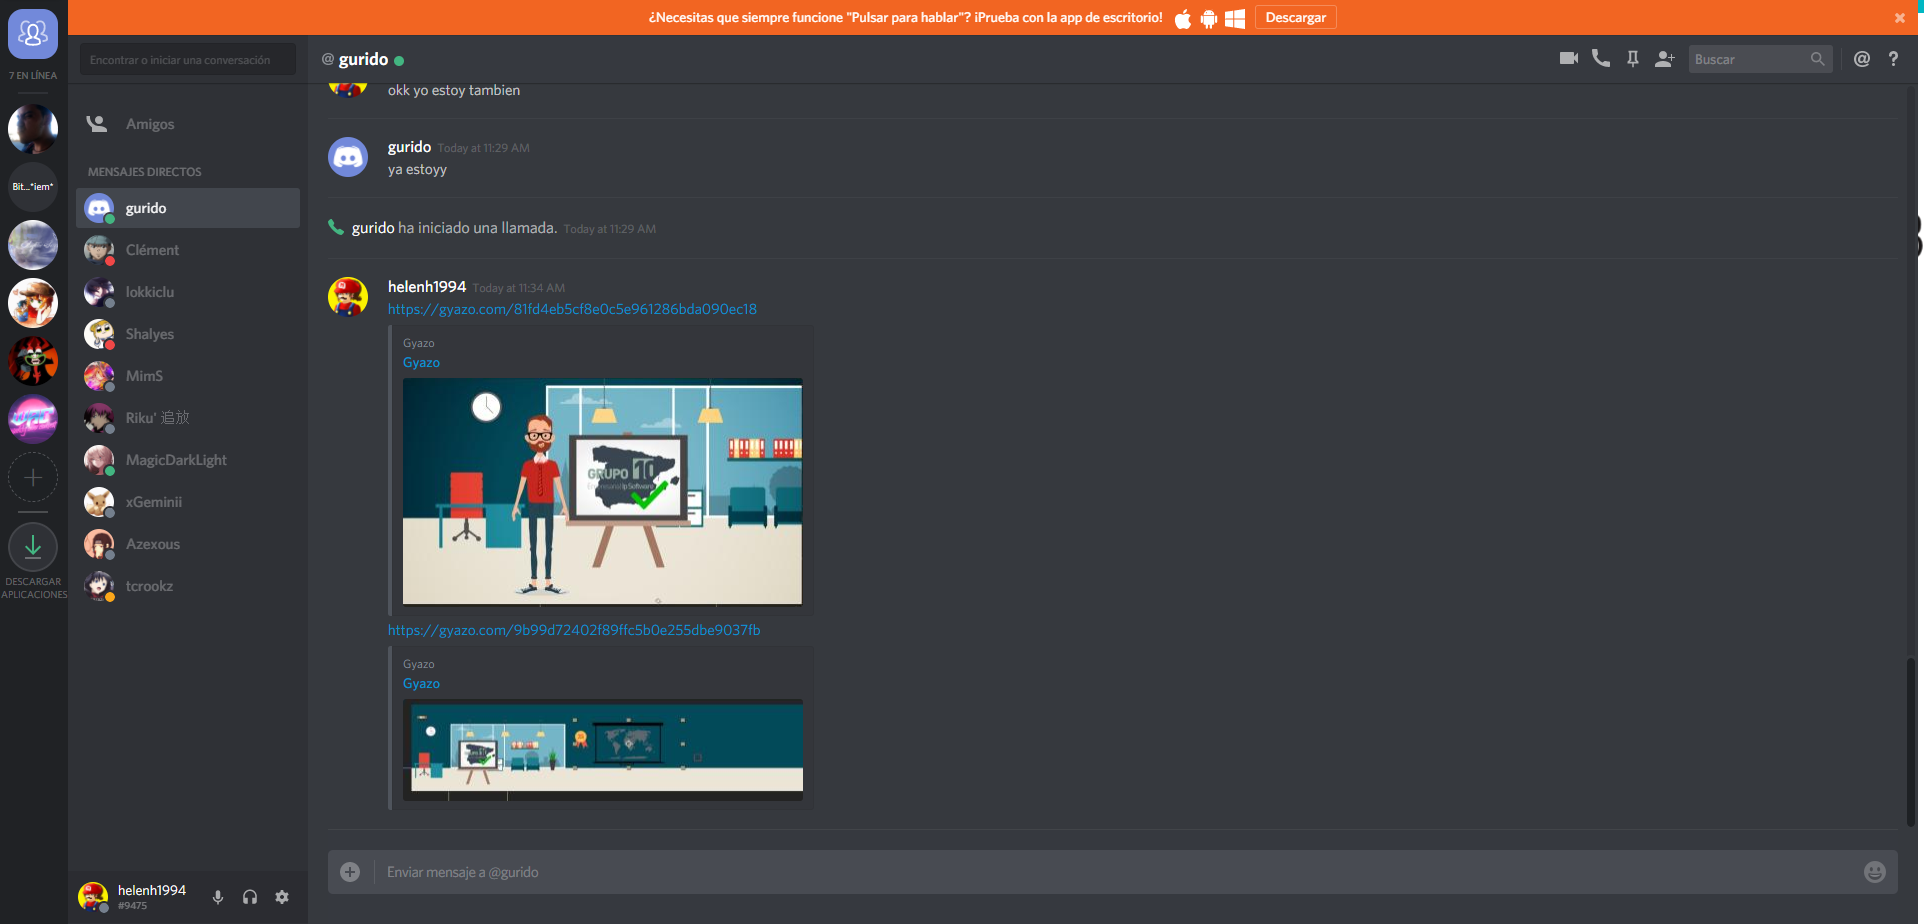 ¿Necesitas que siempre funcione "Pulsar para hablar"? ¡Prueba con la app de escritorio!
Descargar
7 EN LÍNEA
Bit...*iem*
DESCARGAR
APLICACIONES
Encontrar o iniciar una conversación
Amigos
MENSAJES DIRECTOS
gurido
Clément
lokkiclu
Shalyes
MimS
Riku' 追放
MagicDarkLight
xGeminii
Azexous
tcrookz
helenh1994
#9475
@ gurido
Buscar
@ ?
okk yo estoy tambien
gurido Today at 11:29 AM
ya estoyy
gurido ha iniciado una llamada. Today at 11:29 AM
helenh1994 Today at 11:34 AM
https://gyazo.com/81fd4eb5cf8e0c5e961286bda090ec18
Gyazo
Gyazo
GRUPO
Empresarial Ip Software
https://gyazo.com/9b99d72402f89ffc5b0e255dbe9037fb
Gyazo
Gyazo
Enviar mensaje a @gurido